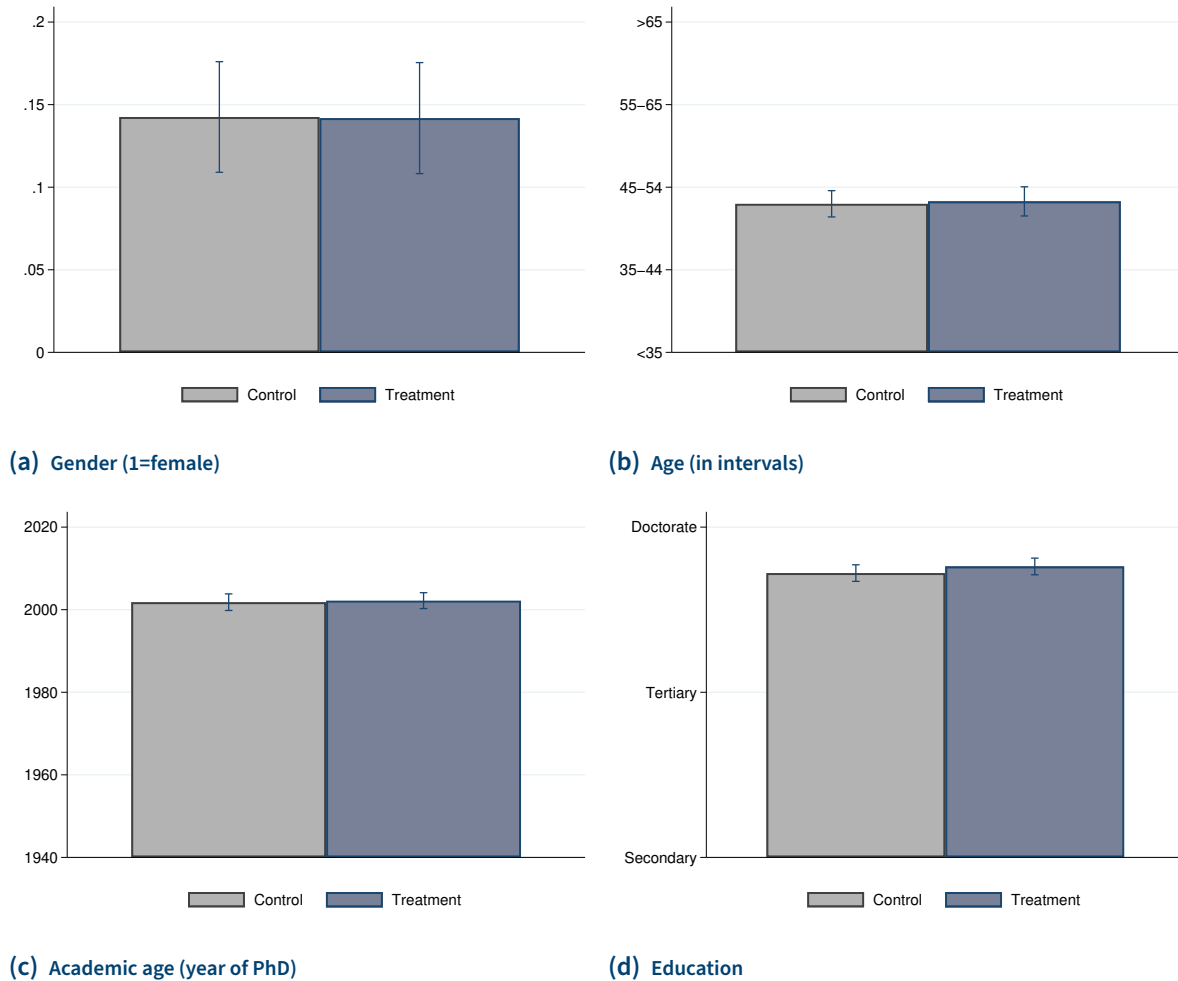 .2
.15
.1
.05
0
Control Treatment
(a) Gender (1=female)
>65
55–65
45–54
35–44
<35
Control Treatment
(b) Age (in intervals)
2020
2000
1980
1960
1940
Control Treatment
(c) Academic age (year of PhD)
Doctorate
Tertiary
Secondary
Control Treatment
(d) Education